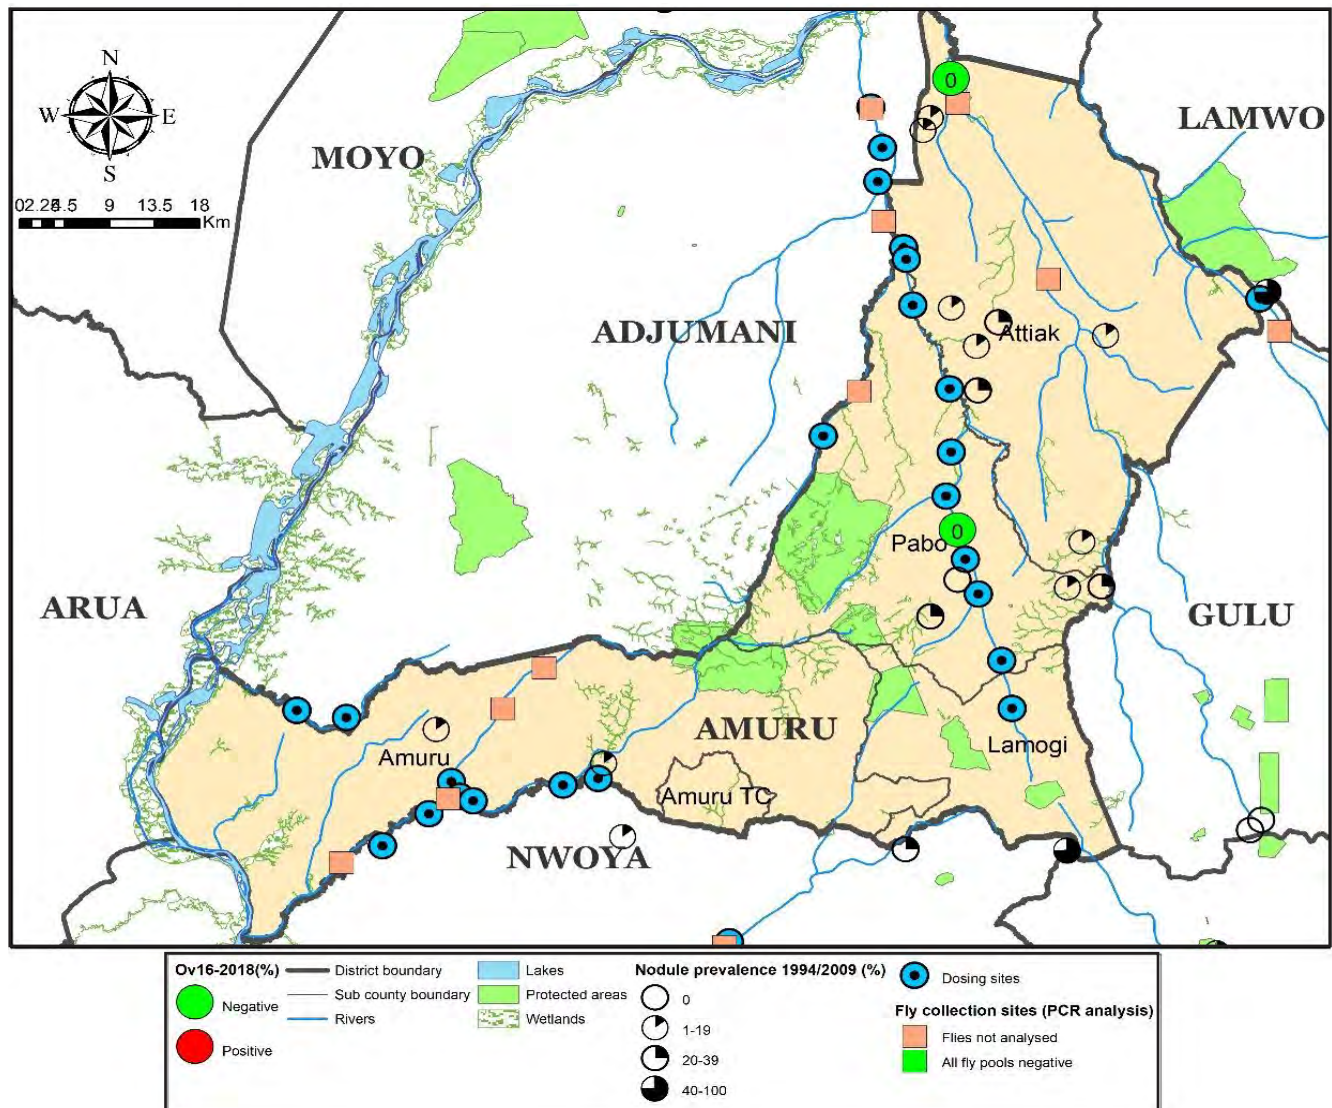 N
W E
S
02.254.5 9 13.5 18
Km
MOYO
LAMWO
0
ADJUMANI
Attiak
0
Pabo
ARUA
GULU
AMURU
Amuru
Lamogi
Amuru TC
NWOYA
Ov16-2018(%)
Negative
Positive
District boundary
Sub county boundary
Rivers
Lakes
Protected areas
Wetlands
Nodule prevalence 1994/2009 (%)
0
1-19
20-39
40-100
Dosing sites
Fly collection sites (PCR analysis)
Flies not analysed
All fly pools negative